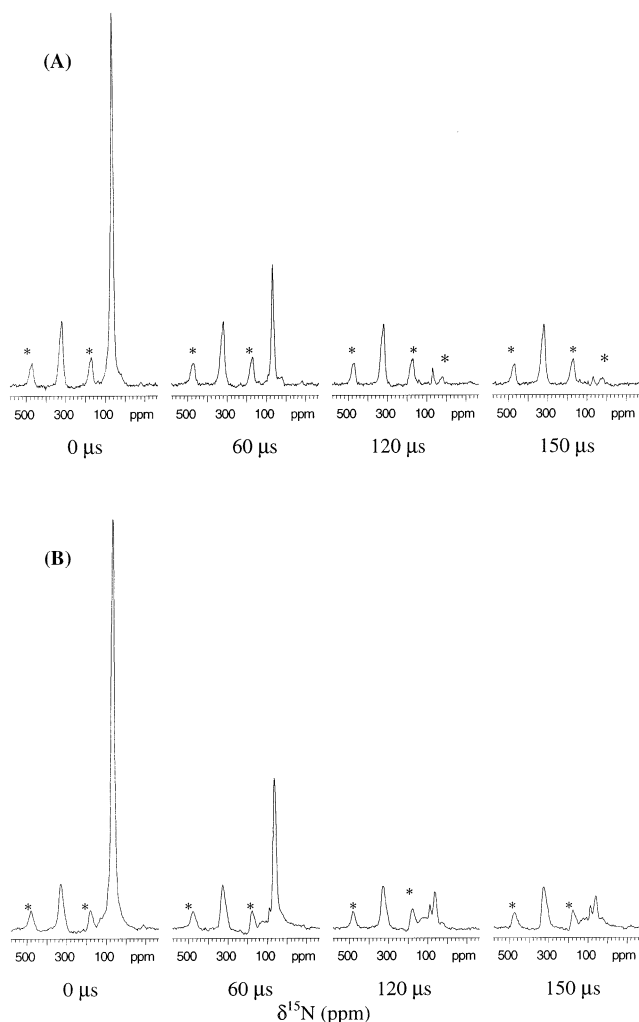 (A)
* * * * * * * * * *
500 300 100 ppm 500 300 100 ppm 500 300 100 ppm 500 300 100 ppm
0 µs 60 µs 120 µs 150 µs
(B)
* * * * * * * *
500 300 100 ppm 500 300 100 ppm 500 300 100 ppm 500 300 100 ppm
0 µs 60 µs 120 µs 150 µs
δ¹⁵N (ppm)